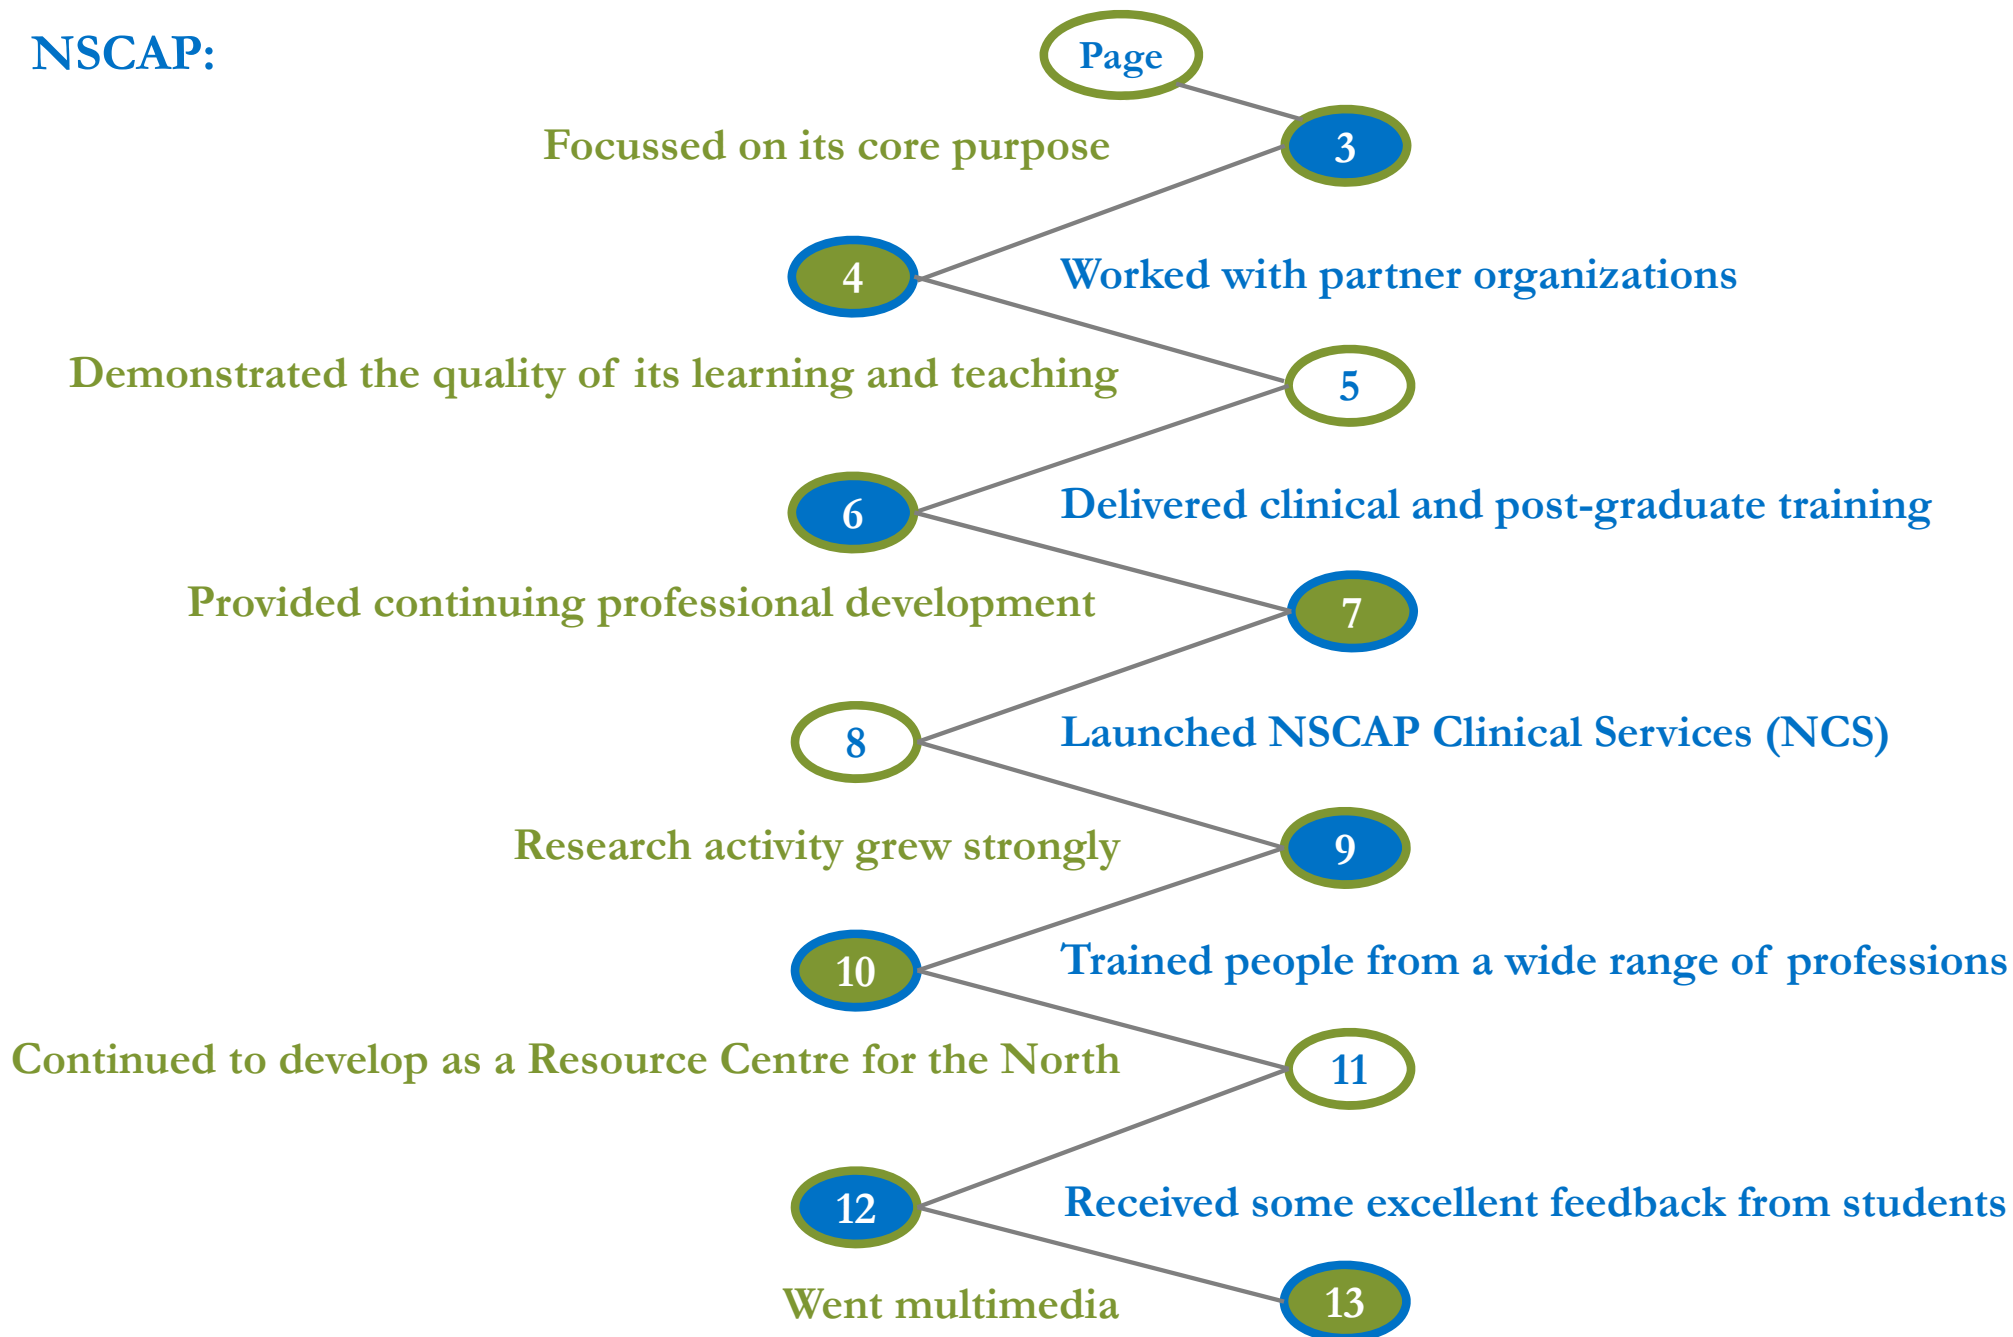 NSCAP:
Page
Focussed on its core purpose
3
4
Worked with partner organizations
Demonstrated the quality of its learning and teaching
5
6
Delivered clinical and post-graduate training
Provided continuing professional development
7
8
Launched NSCAP Clinical Services (NCS)
Research activity grew strongly
9
10
Trained people from a wide range of professions
Continued to develop as a Resource Centre for the North
11
12
Received some excellent feedback from students
Went multimedia
13